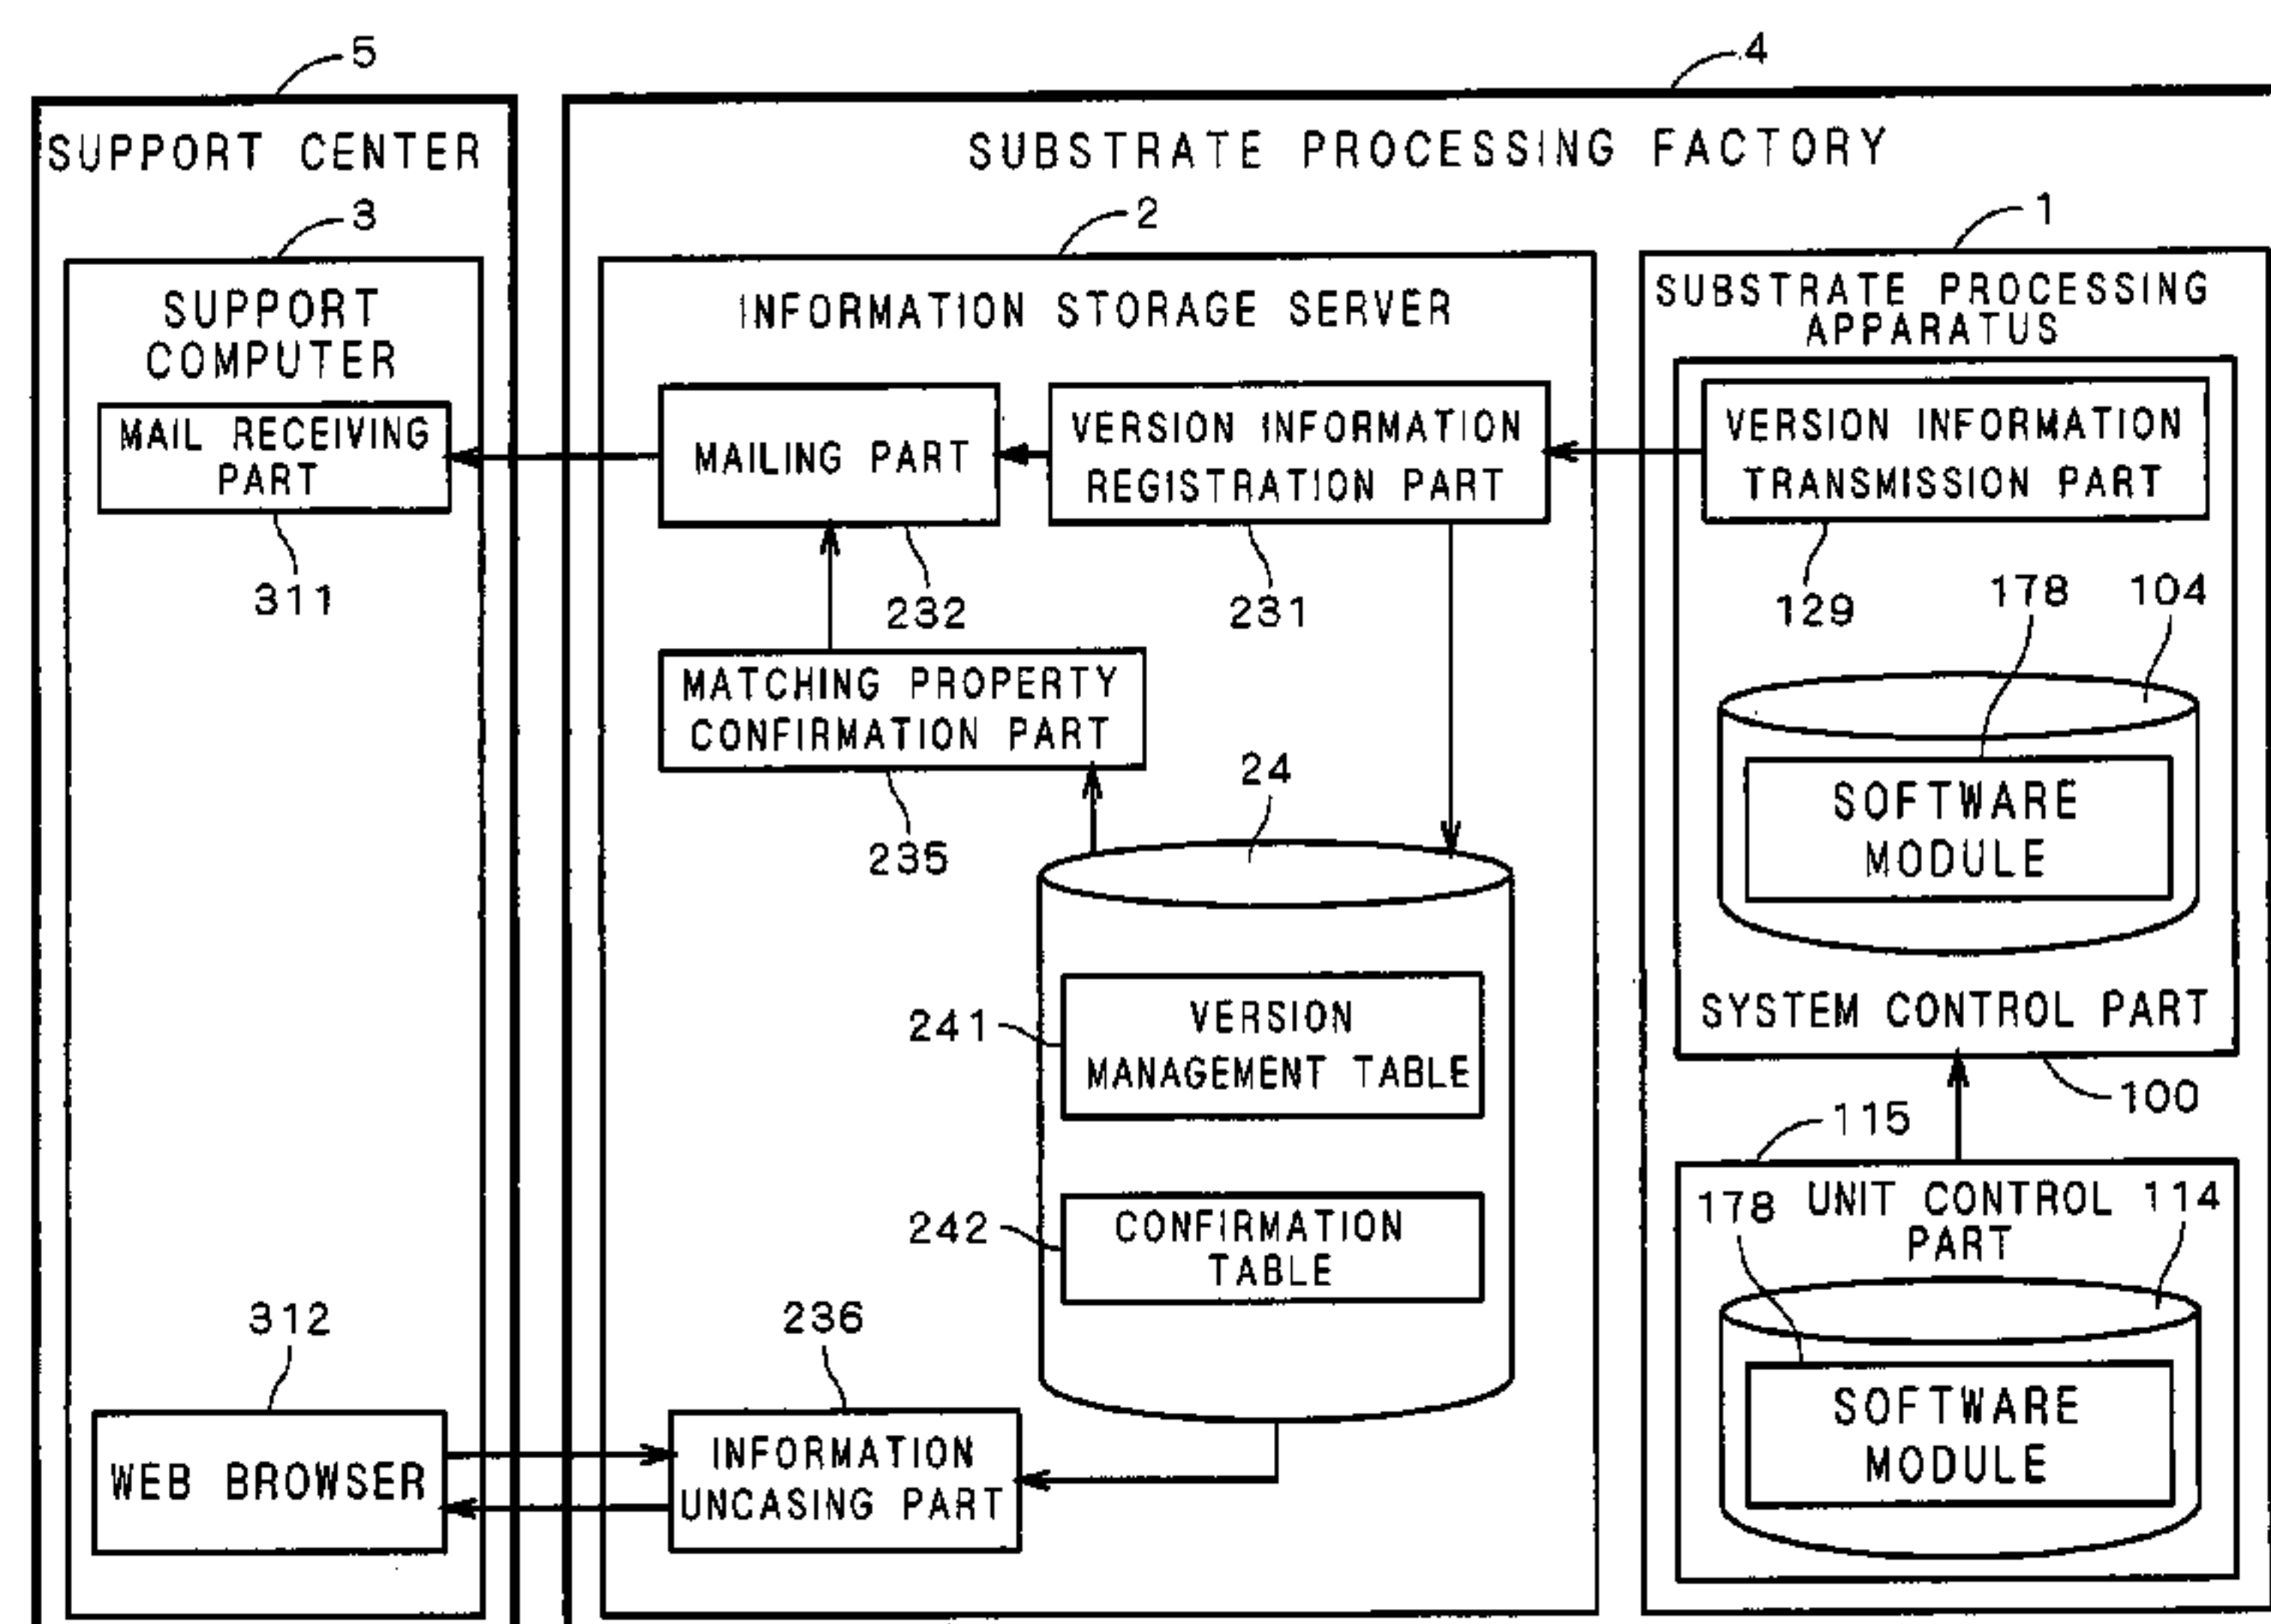 5
4
SUPPORT CENTER
SUBSTRATE PROCESSING FACTORY
3
2
1
SUPPORT
COMPUTER
INFORMATION STORAGE SERVER
SUBSTRATE PROCESSING
APPARATUS
MAIL RECEIVING
PART
MAILING PART
VERSION INFORMATION
REGISTRATION PART
VERSION INFORMATION
TRANSMISSION PART
311
232
231
129
178
104
MATCHING PROPERTY
CONFIRMATION PART
235
24
SOFTWARE
MODULE
241
VERSION
MANAGEMENT TABLE
SYSTEM CONTROL PART
100
115
242
CONFIRMATION
TABLE
178
UNIT CONTROL
PART
114
312
236
WEB BROWSER
INFORMATION
UNCASING PART
SOFTWARE
MODULE